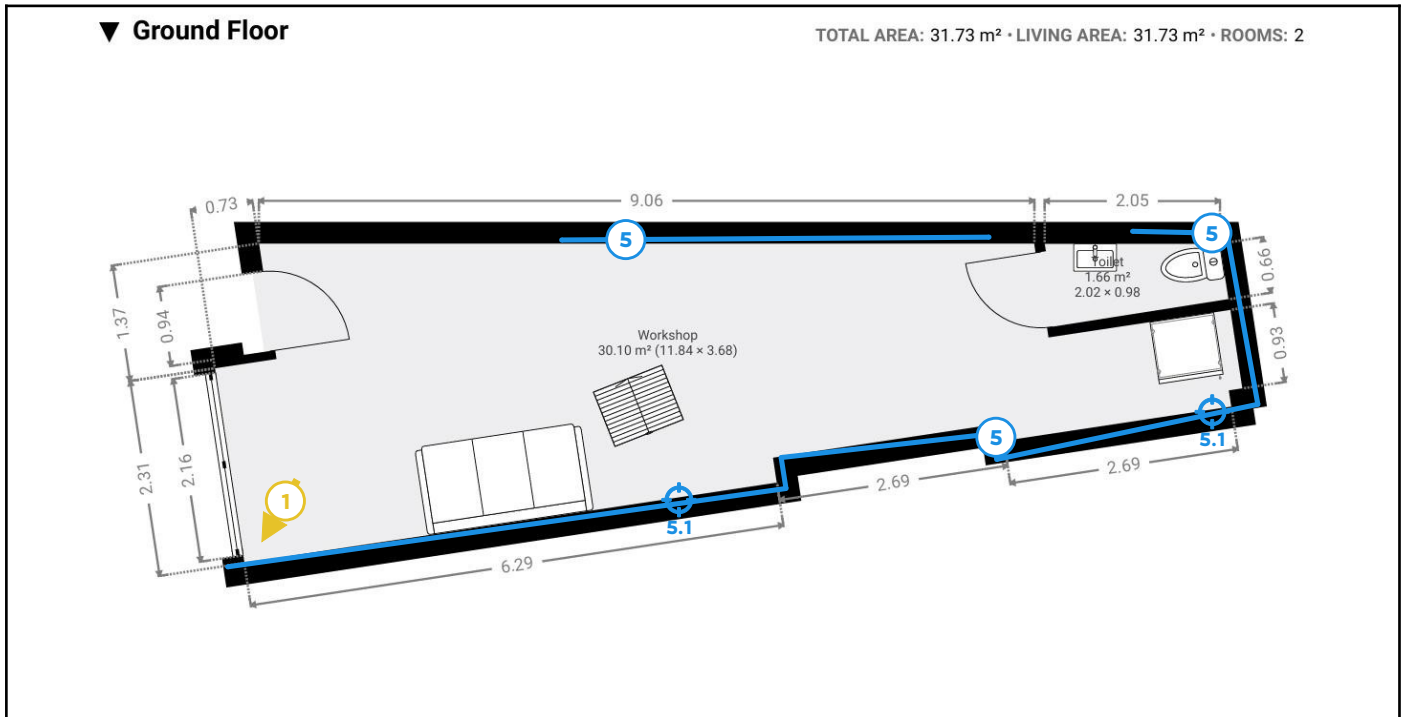 ▼ Ground Floor
TOTAL AREA: 31.73 m² · LIVING AREA: 31.73 m² · ROOMS: 2
0.73
9.06
2.05
5
5
1.37
0.94
Toilet
1.66 m²
2.02 × 0.98
0.66
Workshop
30.10 m² (11.84 × 3.68)
0.93
2.31
2.16
1
5
5.1
5.1
2.69
2.69
6.29